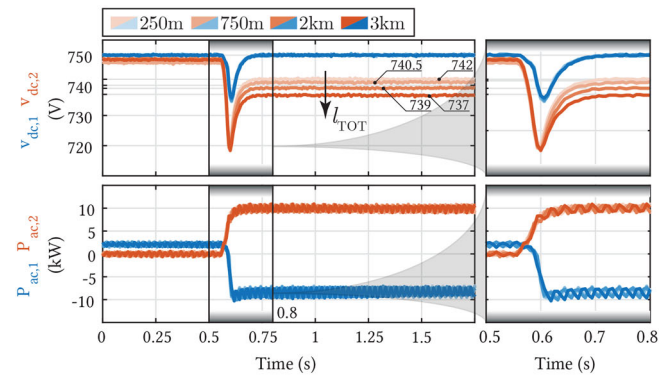 250m 750m 2km 3km
v_dc,1 v_dc,2
(V)
750
740
730
720
740.5 742
739 737
l_TOT
P_ac,1 P_ac,2
(kW)
10
5
0
-5
-10
0.8
0 0.25 0.5 0.75 1 1.25 1.5
Time (s)
0.5 0.6 0.7 0.8
Time (s)